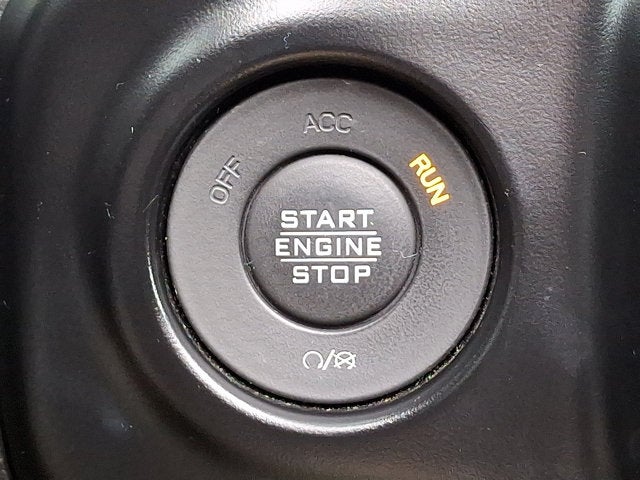 OFF
ACC
RUN
START
ENGINE
STOP